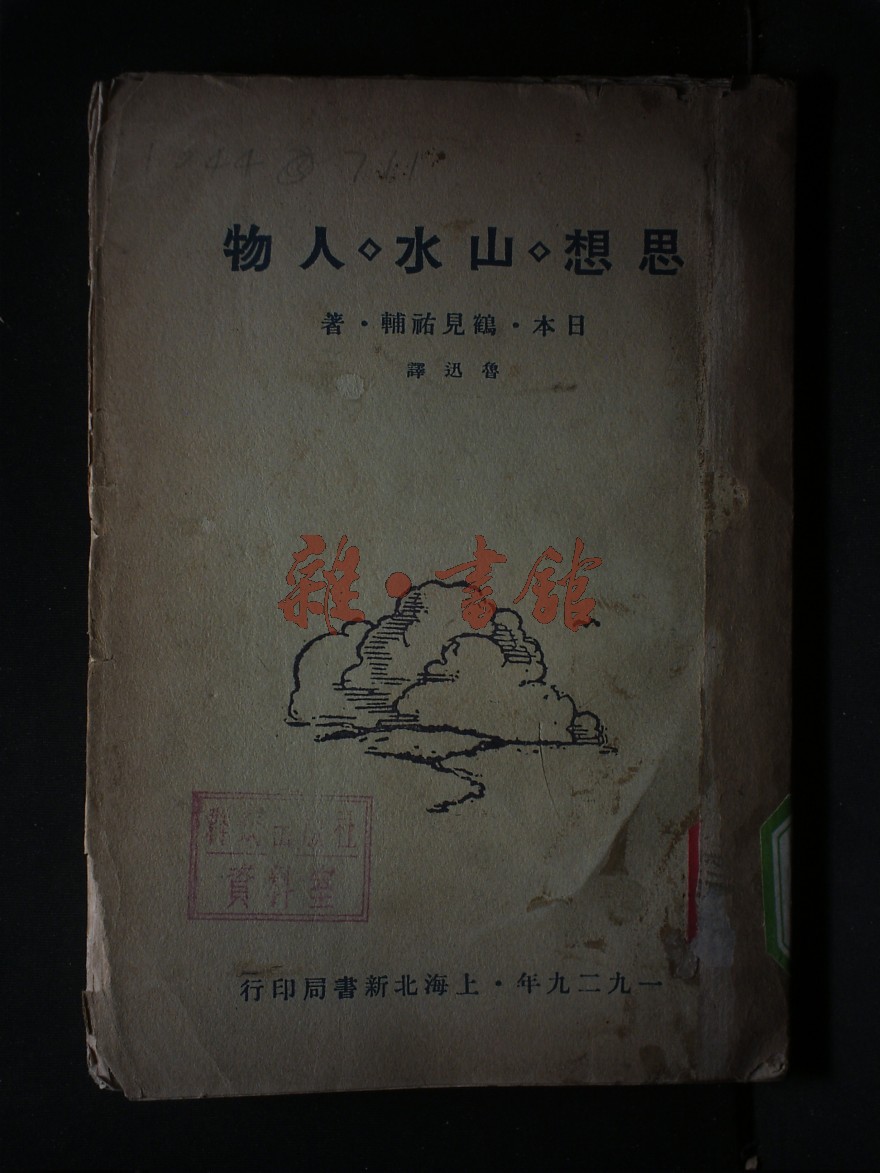 思想◇山水◇人物
日本・鶴見祐輔・著
魯迅譯
雜・書館
社
資料室
一九二九年・上海北新書局印行